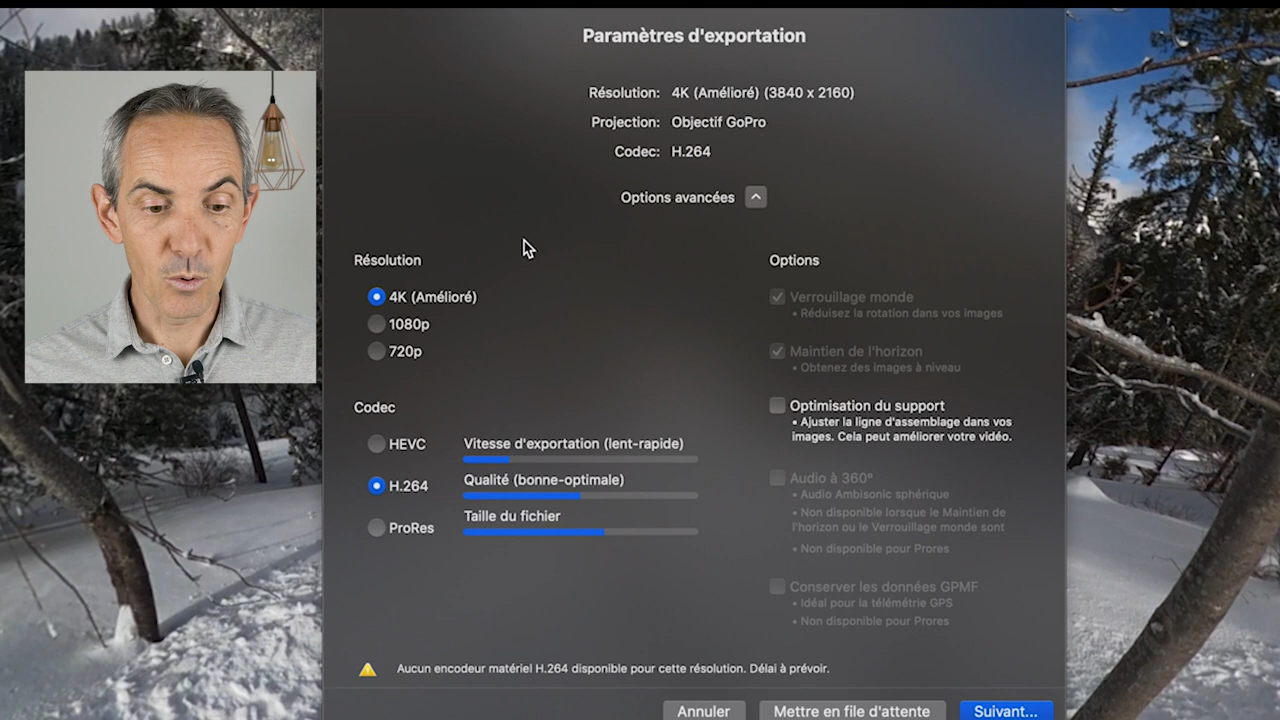 Paramètres d'exportation
Résolution: 4K (Amélioré) (3840 x 2160)
Projection: Objectif GoPro
Codec: H.264
Options avancées
Résolution
4K (Amélioré)
1080p
720p
Codec
HEVC
H.264
ProRes
Vitesse d'exportation (lent-rapide)
Qualité (bonne-optimale)
Taille du fichier
Options
Verrouillage monde
• Réduisez la rotation dans vos images
Maintien de l'horizon
• Obtenez des images à niveau
Optimisation du support
• Ajuster la ligne d'assemblage dans vos
images. Cela peut améliorer votre vidéo.
Audio à 360°
• Audio Ambisonic sphérique
• Non disponible lorsque le Maintien de
l'horizon ou le Verrouillage monde sont
• Non disponible pour Prores
Conserver les données GPMF
• Idéal pour la télémétrie GPS
• Non disponible pour Prores
Aucun encodeur matériel H.264 disponible pour cette résolution. Délai à prévoir.
Annuler
Mettre en file d'attente
Suivant...